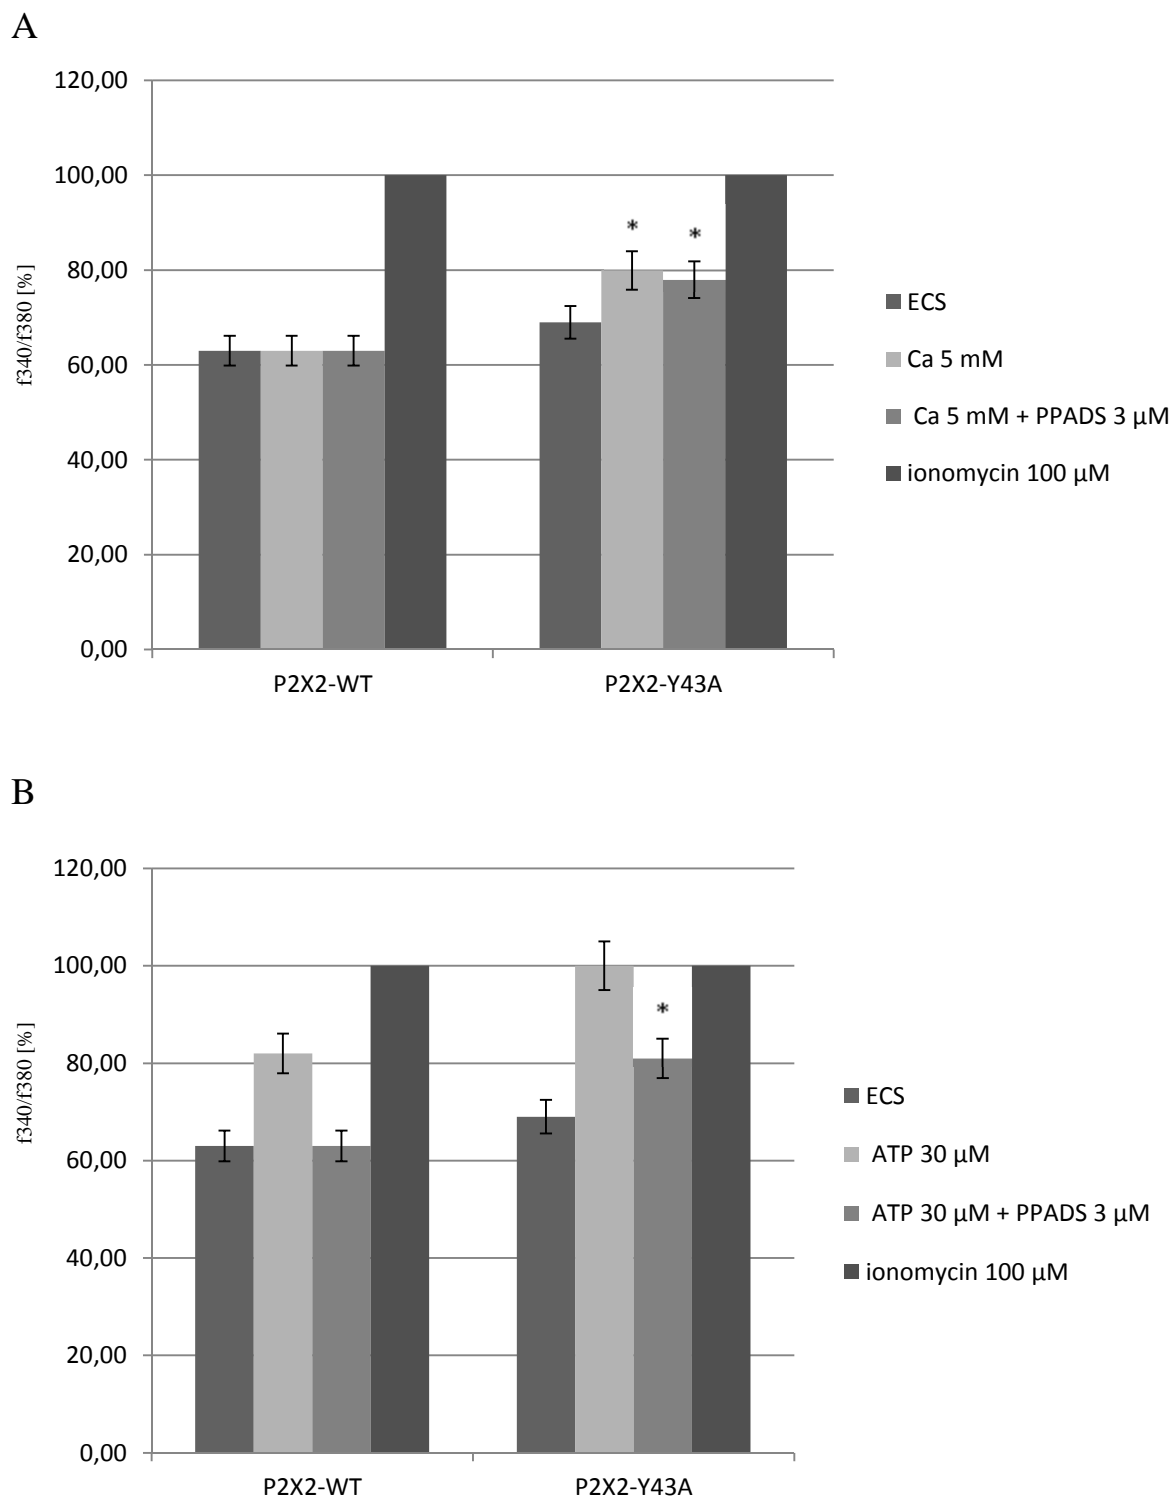 A
120,00
100,00
80,00
60,00
40,00
20,00
0,00
f340/f380 [%]
* *
P2X2-WT P2X2-Y43A
ECS
Ca 5 mM
Ca 5 mM + PPADS 3 µM
ionomycin 100 µM
B
120,00
100,00
80,00
60,00
40,00
20,00
0,00
f340/f380 [%]
*
P2X2-WT P2X2-Y43A
ECS
ATP 30 µM
ATP 30 µM + PPADS 3 µM
ionomycin 100 µM